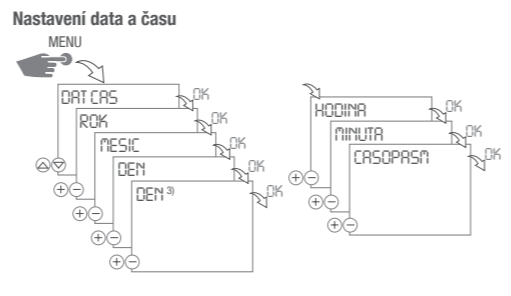 Nastavení data a času
MENU
DAT CAS
OK
ROK
OK
MESIC
OK
DEN
OK
DEN 3)
OK
HODINA
OK
MINUTA
OK
CASOPASM
OK